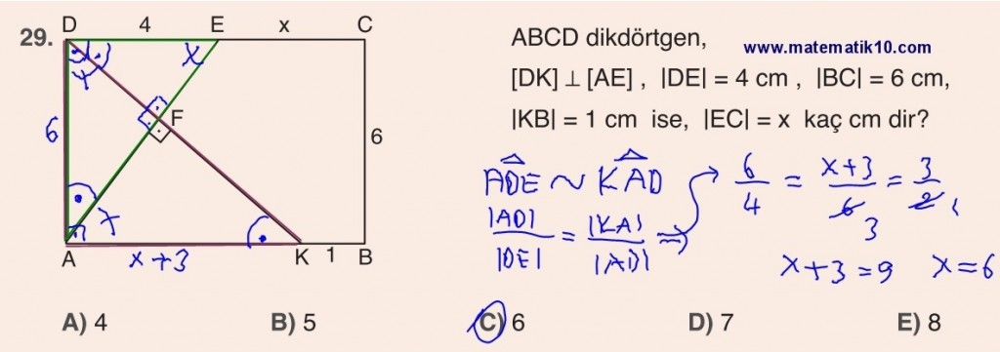 29.
D 4 E x C
x
6
F
6
A x+3 K 1 B
ABCD dikdörtgen,
www.matematik10.com
[DK] ⊥ [AE] , |DE| = 4 cm , |BC| = 6 cm,
|KB| = 1 cm ise, |EC| = x kaç cm dir?
ADE ~ KAD
|AD| / |DE| = |KA| / |AD| ⇒ 6/4 = x+3/6 = 3/2
3
x+3=9 x=6
A) 4 B) 5 C) 6 D) 7 E) 8